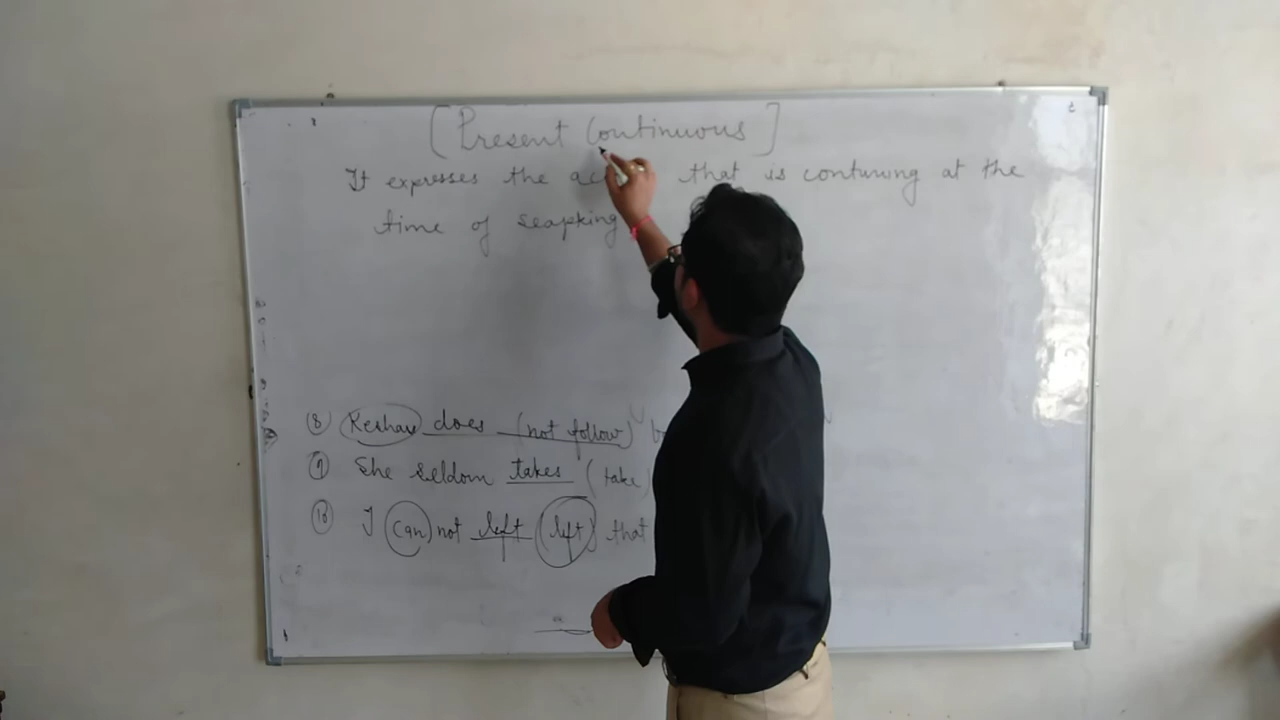 [Present Continuous]
It expresses the that is contuning at the
time of seapking
⑧ does (not follow)
⑨ She seldom takes (take)
⑩ I can not left (left) that